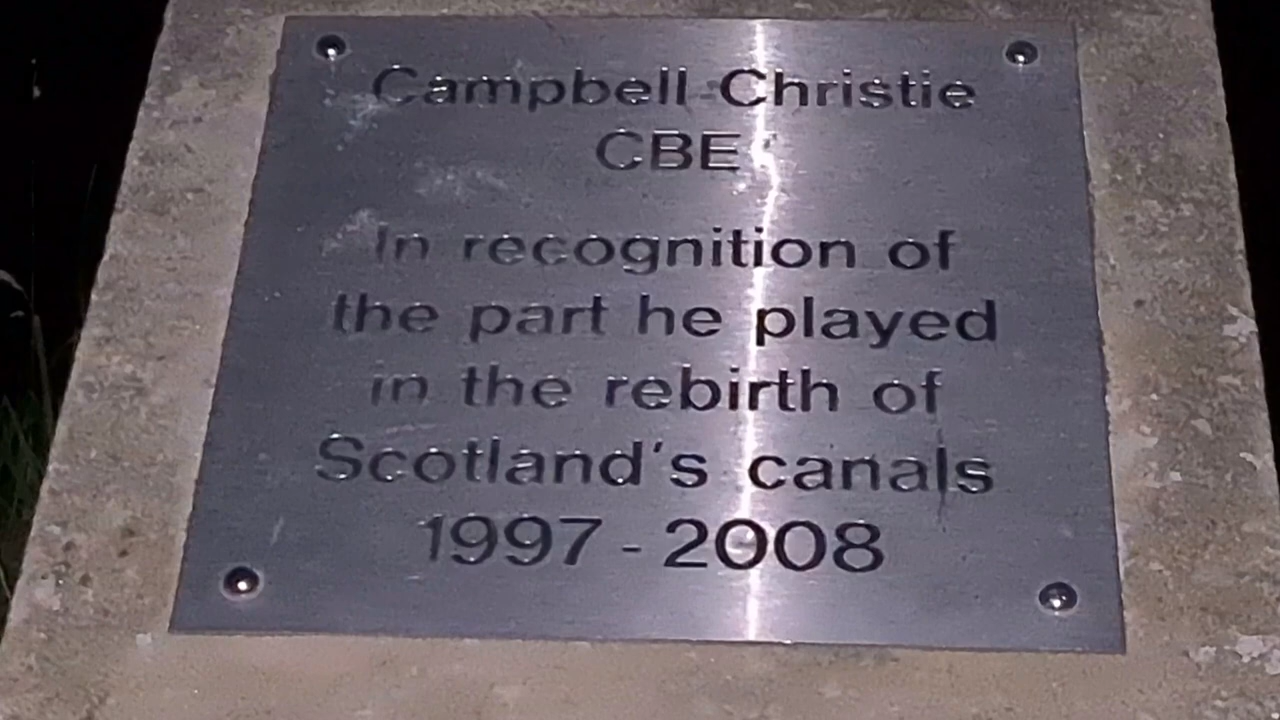 Campbell Christie
CBE
In recognition of
the part he played
in the rebirth of
Scotland's canals
1997 - 2008